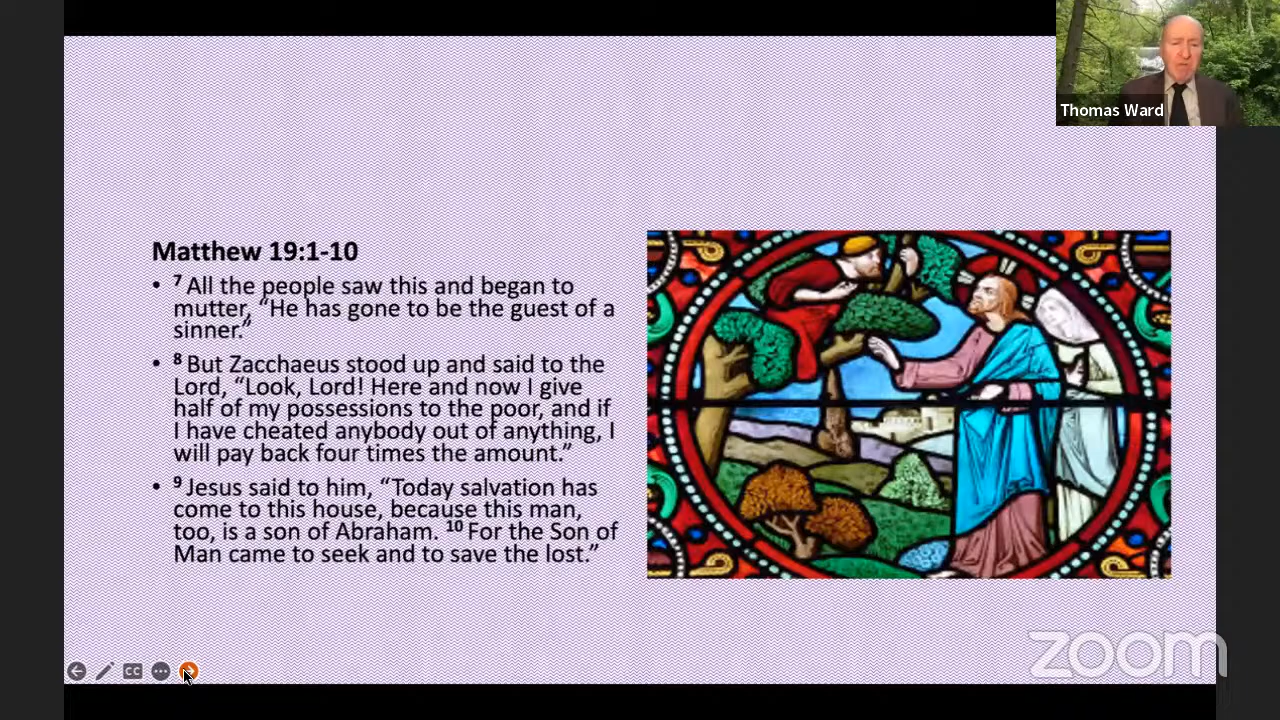 Thomas Ward
Matthew 19:1-10
• ⁷ All the people saw this and began to
mutter, “He has gone to be the guest of a
sinner.”
• ⁸ But Zacchaeus stood up and said to the
Lord, “Look, Lord! Here and now I give
half of my possessions to the poor, and if
I have cheated anybody out of anything, I
will pay back four times the amount.”
• ⁹ Jesus said to him, “Today salvation has
come to this house, because this man,
too, is a son of Abraham. ¹⁰ For the Son of
Man came to seek and to save the lost.”
CC
zoom